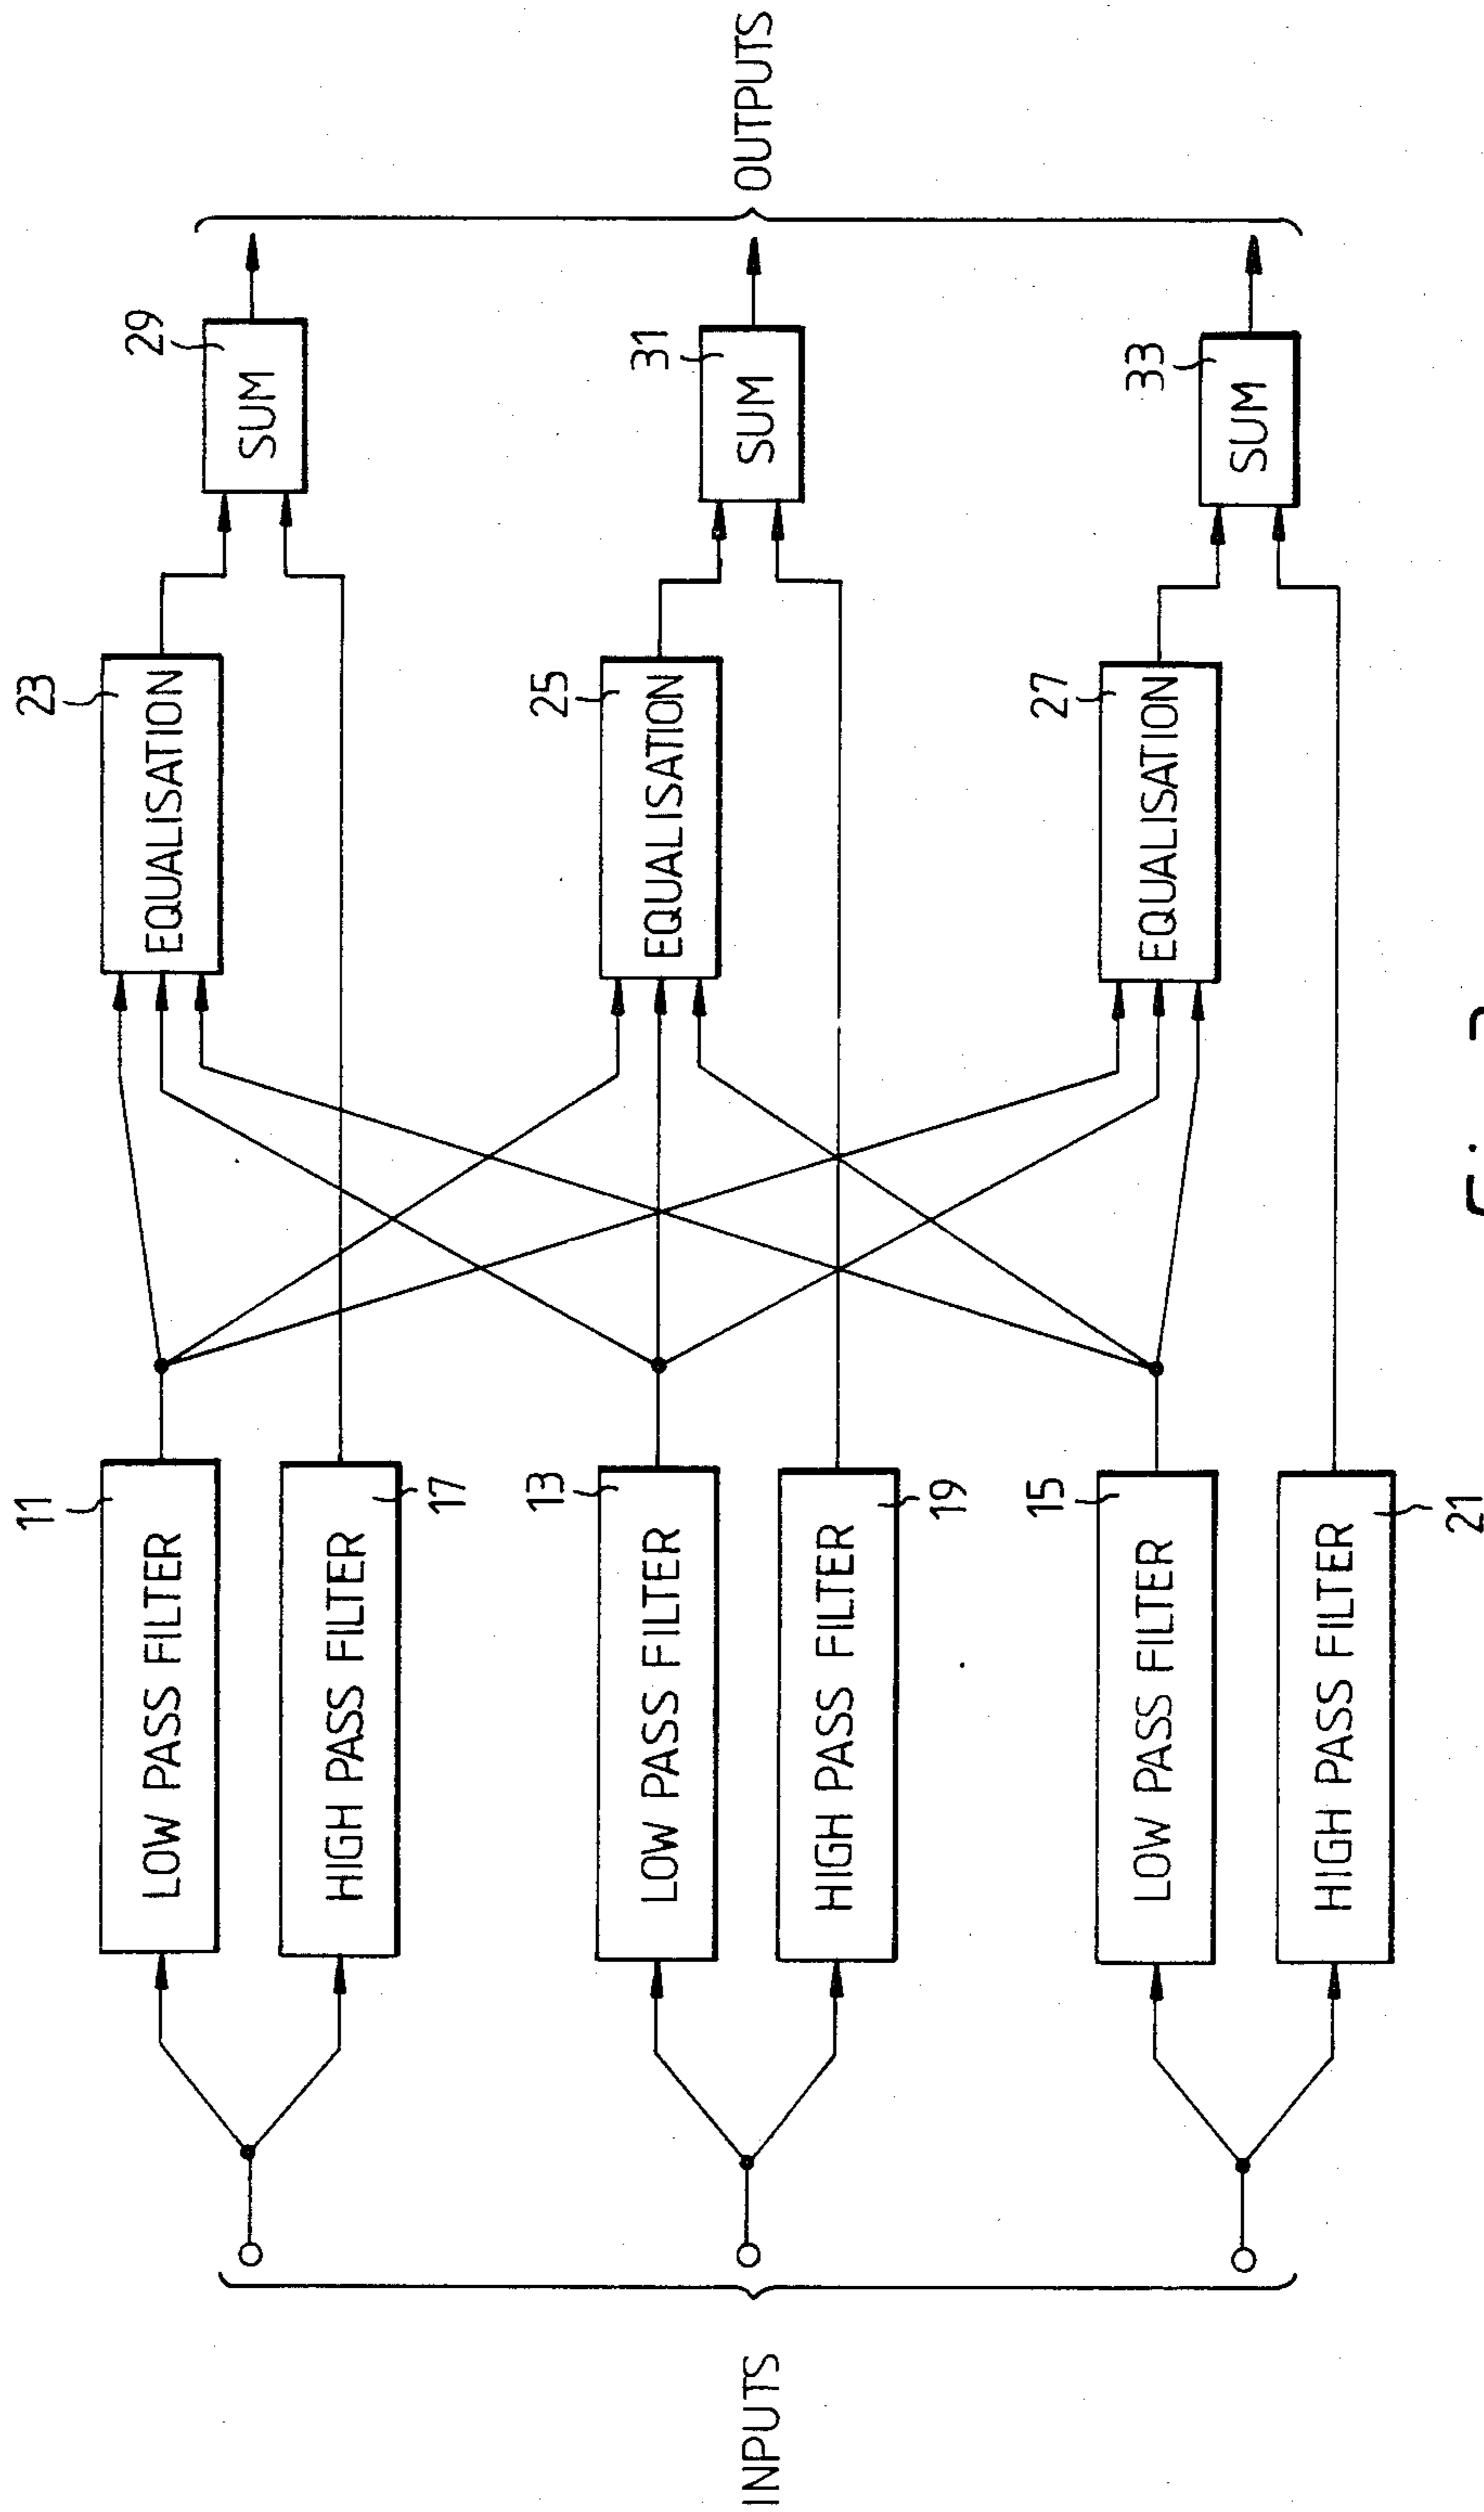 INPUTS
LOW PASS FILTER
11
HIGH PASS FILTER
17
LOW PASS FILTER
13
HIGH PASS FILTER
19
LOW PASS FILTER
15
HIGH PASS FILTER
21
EQUALISATION
23
EQUALISATION
25
EQUALISATION
27
SUM
29
SUM
31
SUM
33
OUTPUTS